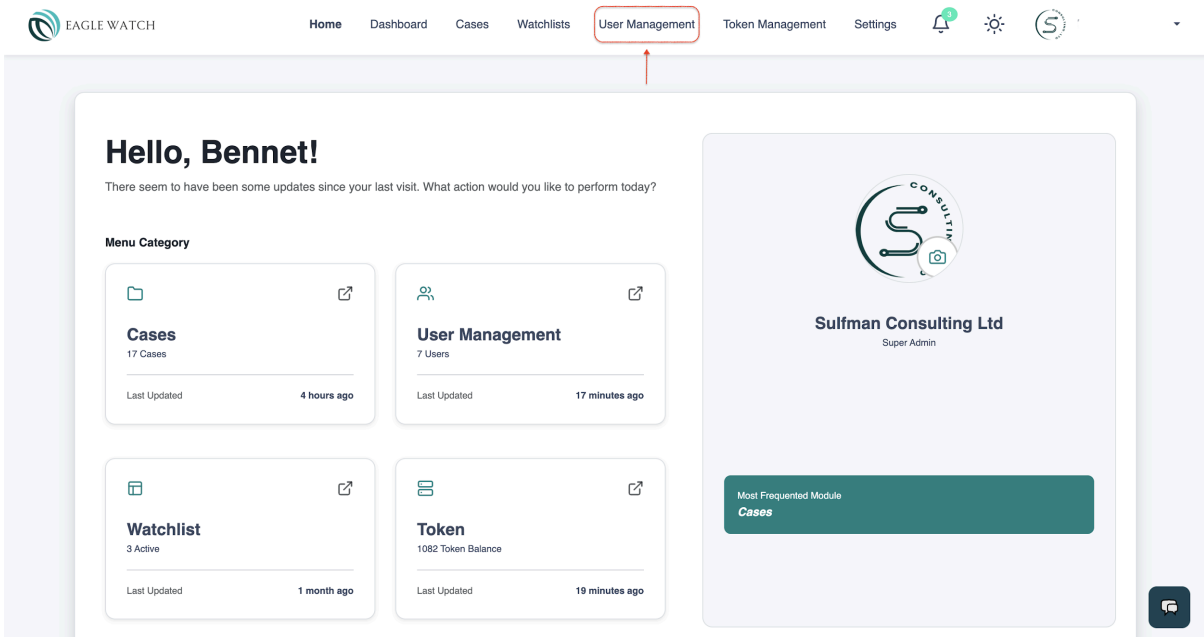 EAGLE WATCH
Home Dashboard Cases Watchlists User Management Token Management Settings
3
Hello, Bennet!
There seem to have been some updates since your last visit. What action would you like to perform today?
Menu Category
Cases
17 Cases
Last Updated 4 hours ago
User Management
7 Users
Last Updated 17 minutes ago
Watchlist
3 Active
Last Updated 1 month ago
Token
1082 Token Balance
Last Updated 19 minutes ago
Sulfman Consulting Ltd
Super Admin
Most Frequented Module
Cases